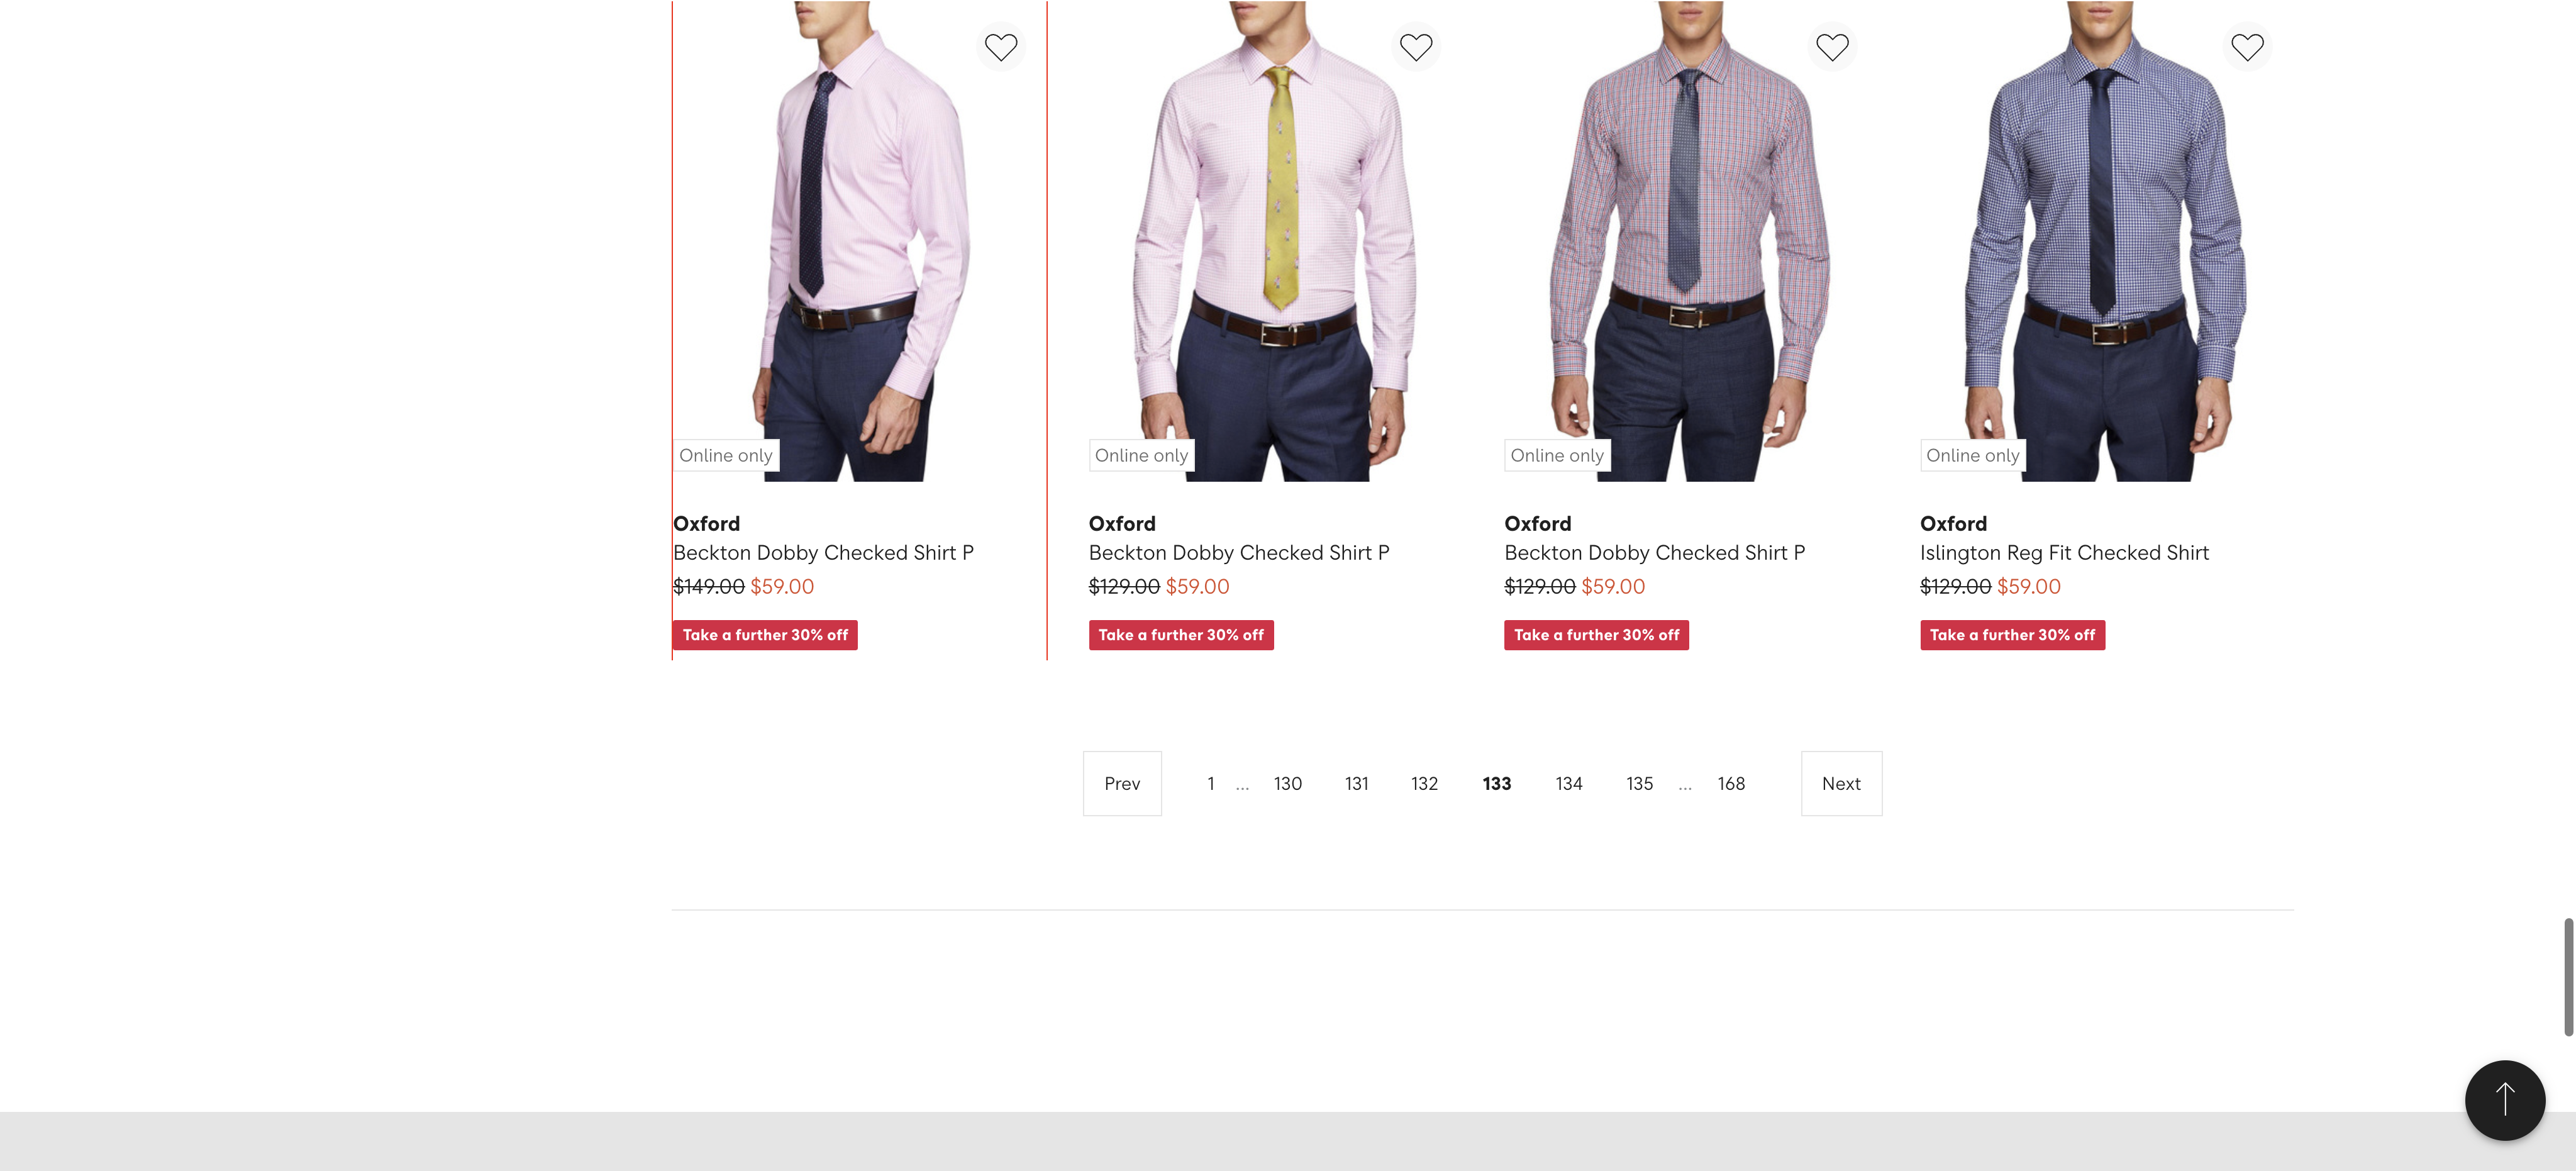 Online only
Oxford
Beckton Dobby Checked Shirt P
$149.00 $59.00
Take a further 30% off
Online only
Oxford
Beckton Dobby Checked Shirt P
$129.00 $59.00
Take a further 30% off
Online only
Oxford
Beckton Dobby Checked Shirt P
$129.00 $59.00
Take a further 30% off
Online only
Oxford
Islington Reg Fit Checked Shirt
$129.00 $59.00
Take a further 30% off
Prev 1 ... 130 131 132 133 134 135 ... 168 Next